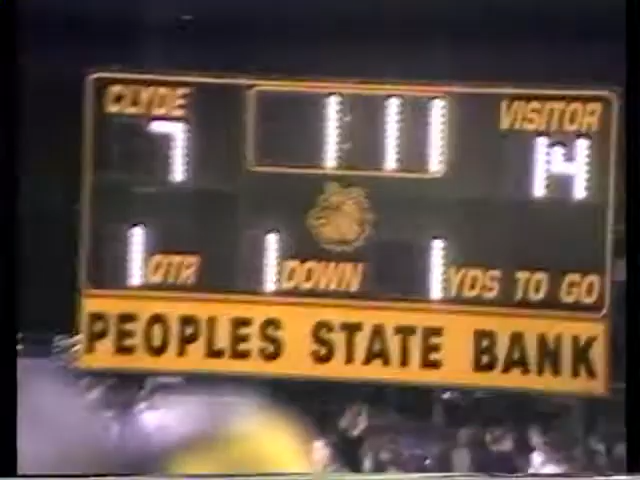 CLYDE 1 11 VISITOR
7 14
1 QTR 1 DOWN 1 YDS TO GO
PEOPLES STATE BANK